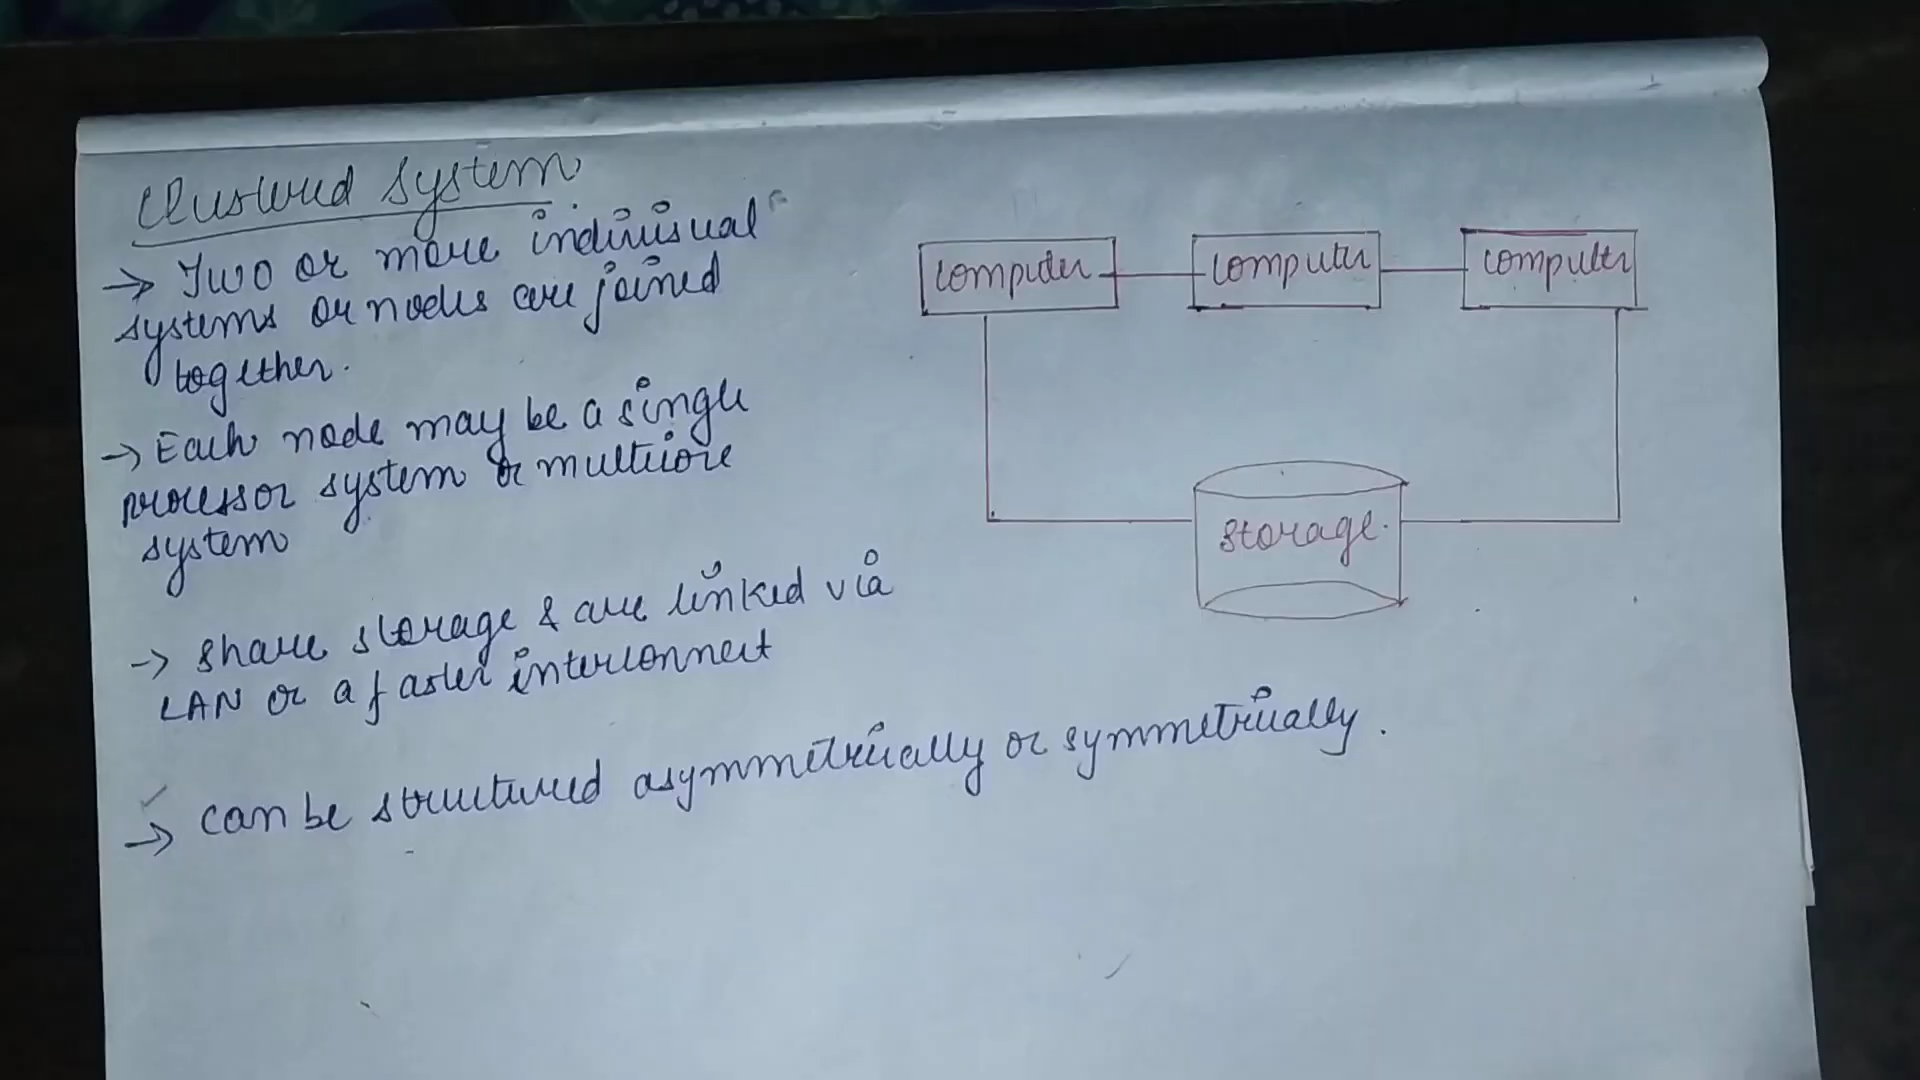 Clustered System
→ Two or more indivisual
systems or nodes are joined
together.
→ Each node may be a single
processor system or multicore
system
→ share storage & are linked via
LAN or a faster interconnect
→ can be structured asymmetrically or symmetrically.
computer computer computer
storage.